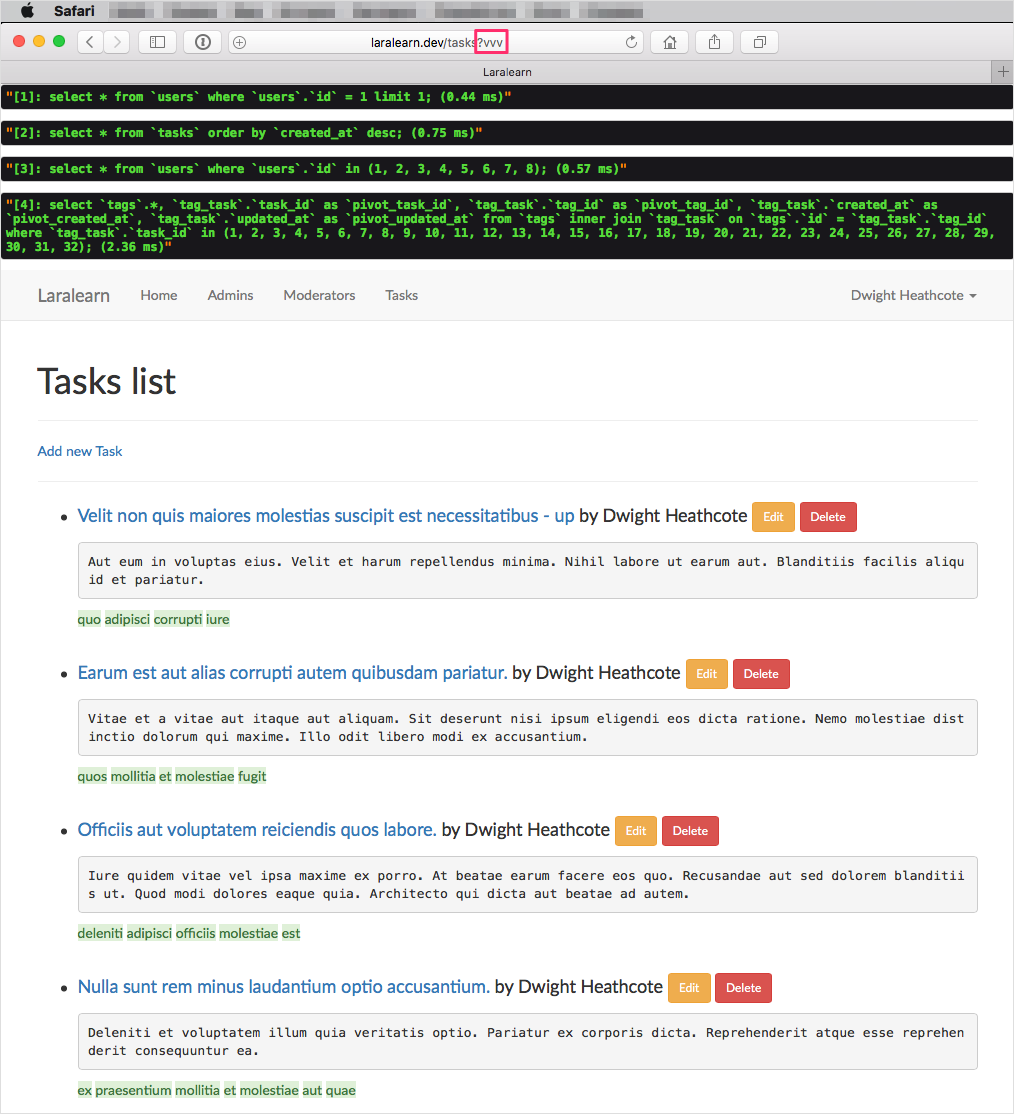 Safari
laralearn.dev/tasks?vvv
Laralearn
"[1]: select * from `users` where `users`.`id` = 1 limit 1; (0.44 ms)"
"[2]: select * from `tasks` order by `created_at` desc; (0.75 ms)"
"[3]: select * from `users` where `users`.`id` in (1, 2, 3, 4, 5, 6, 7, 8); (0.57 ms)"
"[4]: select `tags`.*, `tag_task`.`task_id` as `pivot_task_id`, `tag_task`.`tag_id` as `pivot_tag_id`, `tag_task`.`created_at` as
`pivot_created_at`, `tag_task`.`updated_at` as `pivot_updated_at` from `tags` inner join `tag_task` on `tags`.`id` = `tag_task`.`tag_id`
where `tag_task`.`task_id` in (1, 2, 3, 4, 5, 6, 7, 8, 9, 10, 11, 12, 13, 14, 15, 16, 17, 18, 19, 20, 21, 22, 23, 24, 25, 26, 27, 28, 29,
30, 31, 32); (2.36 ms)"
Laralearn Home Admins Moderators Tasks Dwight Heathcote
Tasks list
Add new Task
Velit non quis maiores molestias suscipit est necessitatibus - up by Dwight Heathcote Edit Delete
Aut eum in voluptas eius. Velit et harum repellendus minima. Nihil labore ut earum aut. Blanditiis facilis aliqu
id et pariatur.
quo adipisci corrupti iure
Earum est aut alias corrupti autem quibusdam pariatur. by Dwight Heathcote Edit Delete
Vitae et a vitae aut itaque aut aliquam. Sit deserunt nisi ipsum eligendi eos dicta ratione. Nemo molestiae dist
inctio dolorum qui maxime. Illo odit libero modi ex accusantium.
quos mollitia et molestiae fugit
Officiis aut voluptatem reiciendis quos labore. by Dwight Heathcote Edit Delete
Iure quidem vitae vel ipsa maxime ex porro. At beatae earum facere eos quo. Recusandae aut sed dolorem blanditii
s ut. Quod modi dolores eaque quia. Architecto qui dicta aut beatae ad autem.
deleniti adipisci officiis molestiae est
Nulla sunt rem minus laudantium optio accusantium. by Dwight Heathcote Edit Delete
Deleniti et voluptatem illum quia veritatis optio. Pariatur ex corporis dicta. Reprehenderit atque esse reprehen
derit consequuntur ea.
ex praesentium mollitia et molestiae aut quae